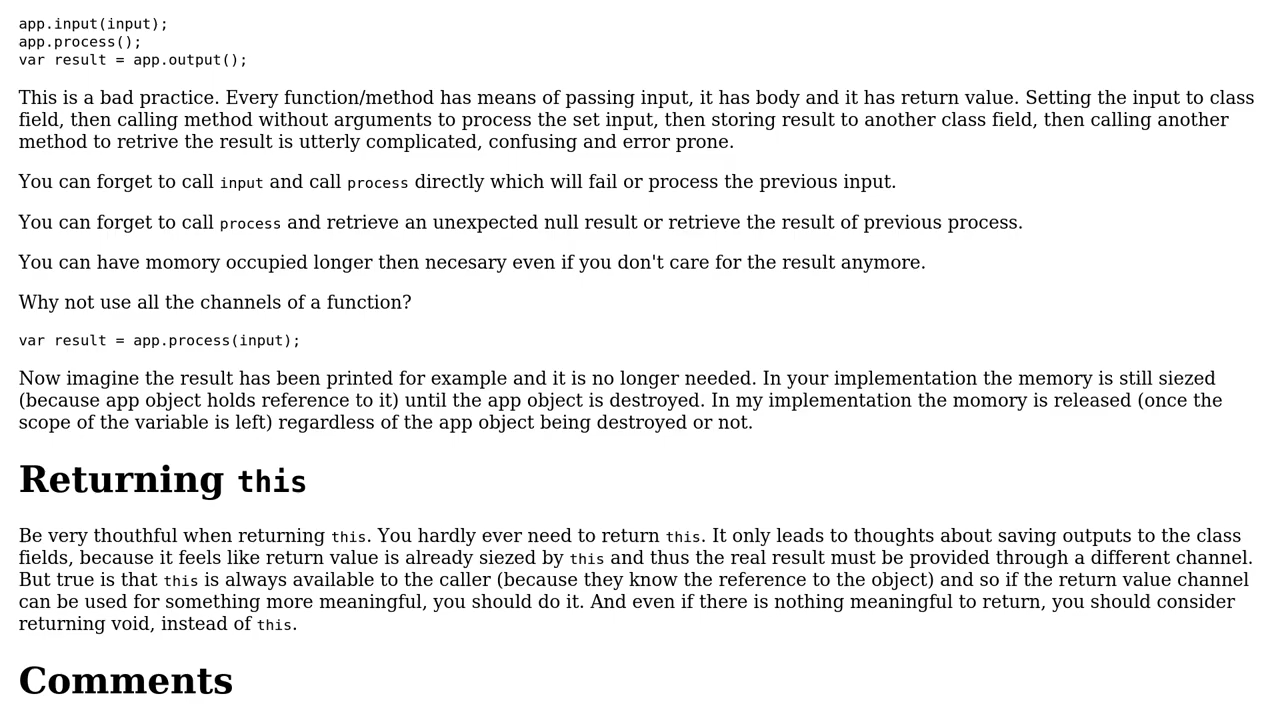 app.input(input);
app.process();
var result = app.output();
This is a bad practice. Every function/method has means of passing input, it has body and it has return value. Setting the input to class
field, then calling method without arguments to process the set input, then storing result to another class field, then calling another
method to retrive the result is utterly complicated, confusing and error prone.
You can forget to call input and call process directly which will fail or process the previous input.
You can forget to call process and retrieve an unexpected null result or retrieve the result of previous process.
You can have momory occupied longer then necesary even if you don't care for the result anymore.
Why not use all the channels of a function?
var result = app.process(input);
Now imagine the result has been printed for example and it is no longer needed. In your implementation the memory is still siezed
(because app object holds reference to it) until the app object is destroyed. In my implementation the momory is released (once the
scope of the variable is left) regardless of the app object being destroyed or not.
Returning this
Be very thouthful when returning this. You hardly ever need to return this. It only leads to thoughts about saving outputs to the class
fields, because it feels like return value is already siezed by this and thus the real result must be provided through a different channel.
But true is that this is always available to the caller (because they know the reference to the object) and so if the return value channel
can be used for something more meaningful, you should do it. And even if there is nothing meaningful to return, you should consider
returning void, instead of this.
Comments